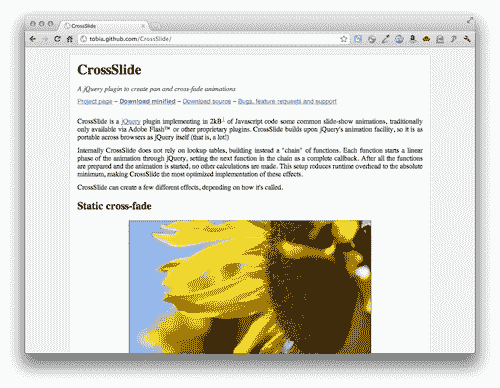 CrossSlide
tobia.github.com/CrossSlide/
CrossSlide
A jQuery plugin to create pan and cross-fade animations
Project page – Download minified – Download source – Bugs, feature requests and support
CrossSlide is a jQuery plugin implementing in 2kB¹ of Javascript code some common slide-show animations, traditionally
only available via Adobe Flash™ or other proprietary plugins. CrossSlide builds upon jQuery's animation facility, so it is as
portable across browsers as jQuery itself (that is, a lot!)
Internally CrossSlide does not rely on lookup tables, building instead a "chain" of functions. Each function starts a linear
phase of the animation through jQuery, setting the next function in the chain as a complete callback. After all the functions
are prepared and the animation is started, no other calculations are made. This setup reduces runtime overhead to the absolute
minimum, making CrossSlide the most optimized implementation of these effects.
CrossSlide can create a few different effects, depending on how it's called.
Static cross-fade